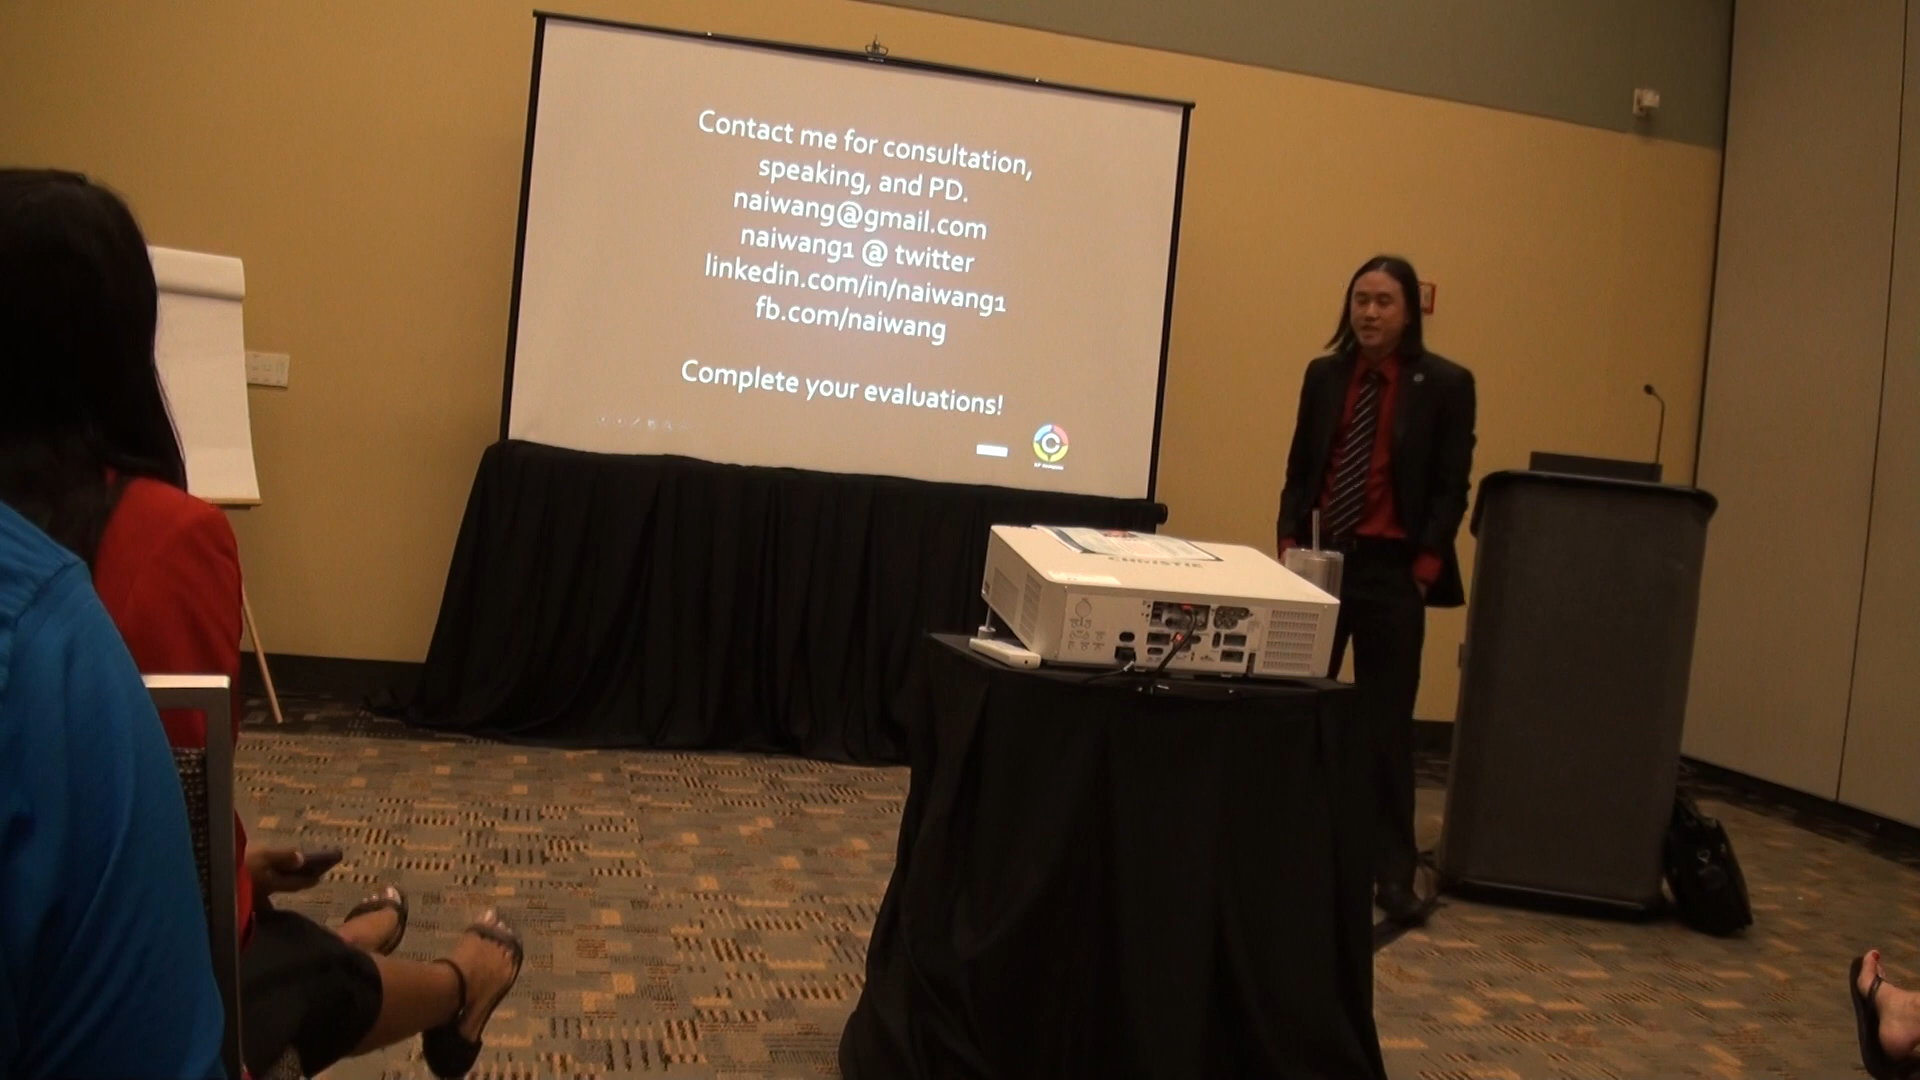 Contact me for consultation,
speaking, and PD.
naiwang@gmail.com
naiwang1 @ twitter
linkedin.com/in/naiwang1
fb.com/naiwang
Complete your evaluations!
C
CHRISTIE